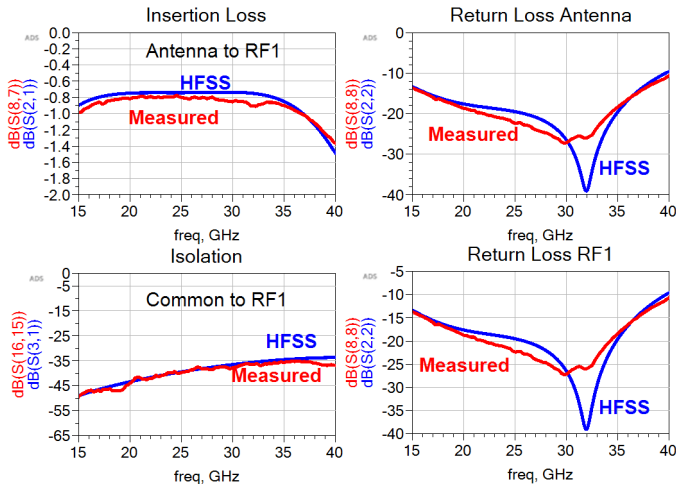 Insertion Loss
ADS
Antenna to RF1
HFSS
Measured
dB(S(8,7))
dB(S(2,1))
0.0
-0.2
-0.4
-0.6
-0.8
-1.0
-1.2
-1.4
-1.6
-1.8
-2.0
15 20 25 30 35 40
freq, GHz
Return Loss Antenna
ADS
Measured
HFSS
dB(S(8,8))
dB(S(2,2))
-10
-20
-30
-40
15 20 25 30 35 40
freq, GHz
Isolation
ADS
Common to RF1
HFSS
Measured
dB(S(16,15))
dB(S(3,1))
0
-5
-15
-25
-35
-45
-55
-65
15 20 25 30 35 40
freq, GHz
Return Loss RF1
ADS
Measured
HFSS
dB(S(8,8))
dB(S(2,2))
-5
-10
-15
-20
-25
-30
-35
-40
15 20 25 30 35 40
freq, GHz